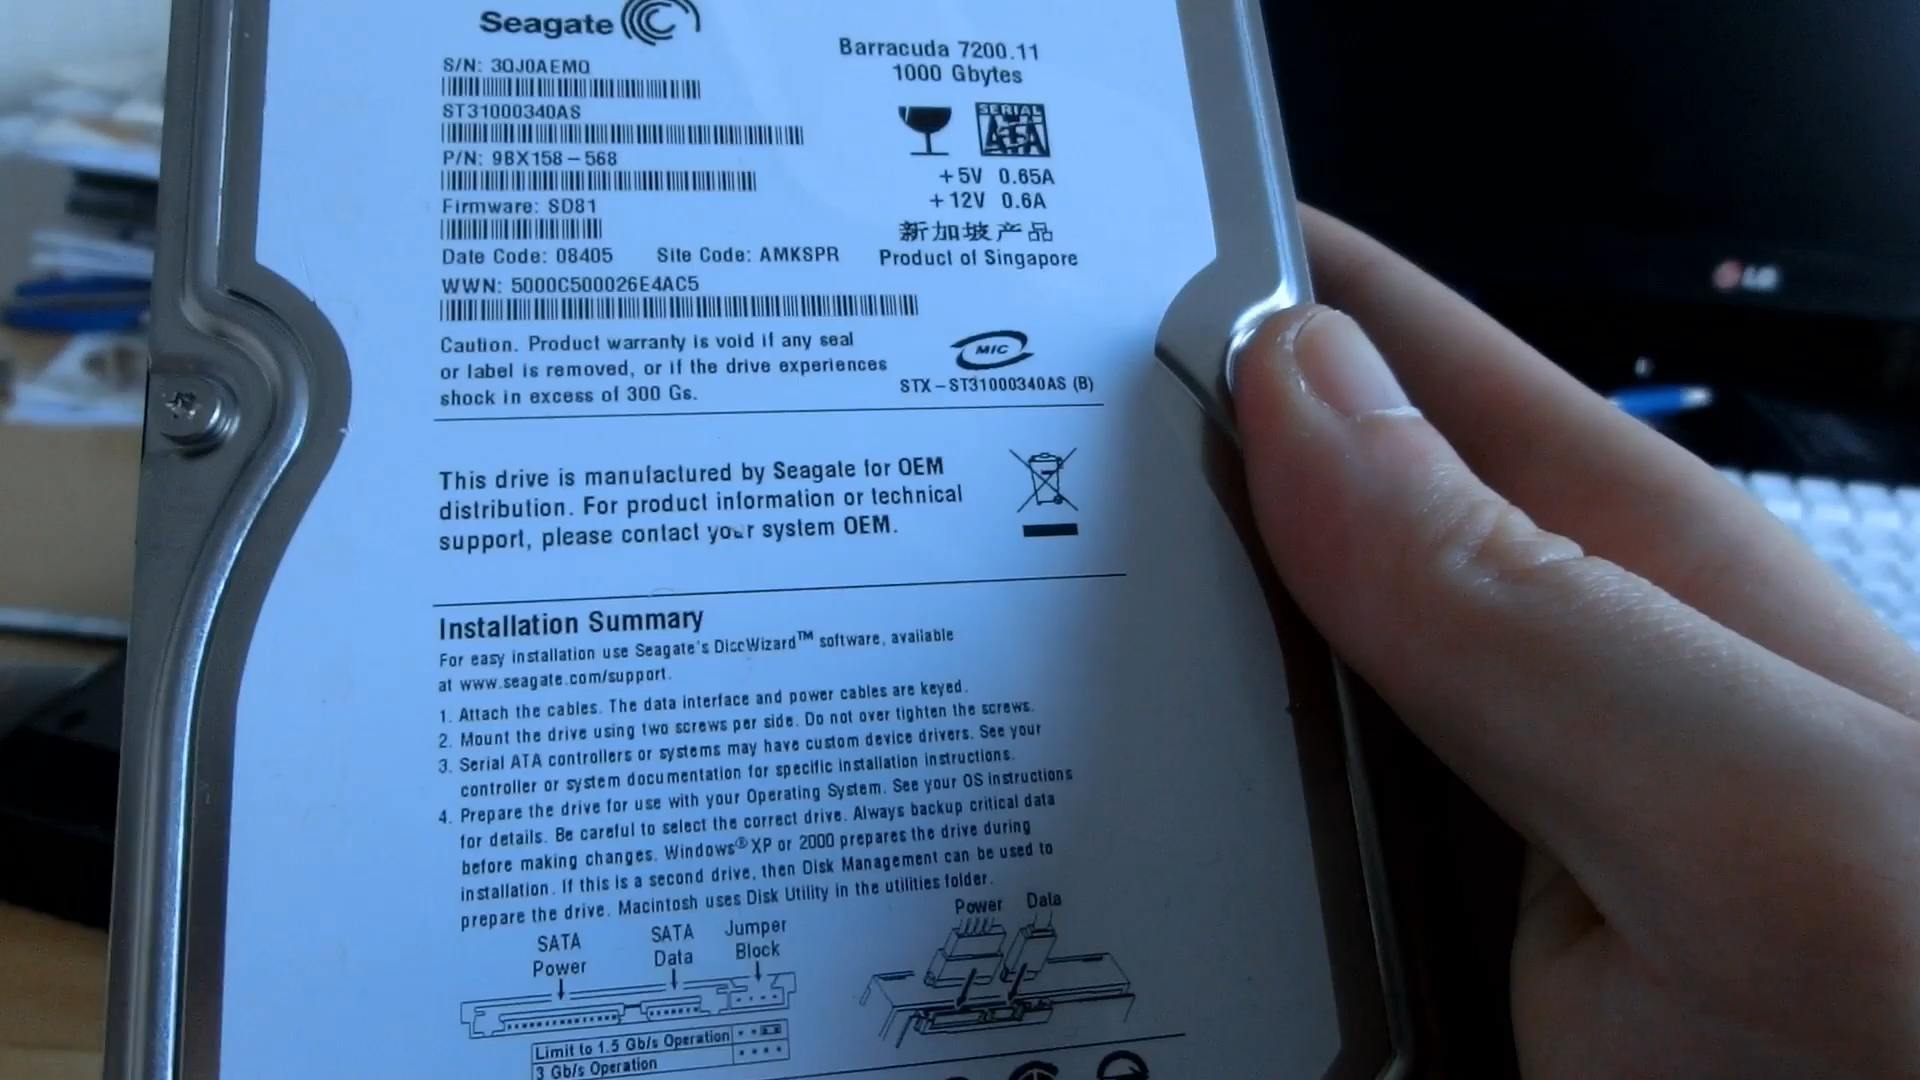 Seagate
S/N: 3QJ0AEMQ
ST31000340AS
P/N: 9BX158-568
Firmware: SD81
Date Code: 08405 Site Code: AMKSPR
WWN: 5000C500026E4AC5
Barracuda 7200.11
1000 Gbytes
SERIAL
ATA
+5V 0.65A
+12V 0.6A
新加坡产品
Product of Singapore
Caution. Product warranty is void if any seal
or label is removed, or if the drive experiences
shock in excess of 300 Gs.
MIC
STX-ST31000340AS (B)
This drive is manufactured by Seagate for OEM
distribution. For product information or technical
support, please contact your system OEM.
Installation Summary
For easy installation use Seagate's DiscWizard™ software, available
at www.seagate.com/support.
1. Attach the cables. The data interface and power cables are keyed.
2. Mount the drive using two screws per side. Do not over tighten the screws.
3. Serial ATA controllers or systems may have custom device drivers. See your
controller or system documentation for specific installation instructions.
4. Prepare the drive for use with your Operating System. See your OS instructions
for details. Be careful to select the correct drive. Always backup critical data
before making changes. Windows® XP or 2000 prepares the drive during
installation. If this is a second drive, then Disk Management can be used to
prepare the drive. Macintosh uses Disk Utility in the utilities folder.
SATA
Power
SATA
Data
Jumper
Block
Power Data
Limit to 1.5 Gb/s Operation
3 Gb/s Operation
LG